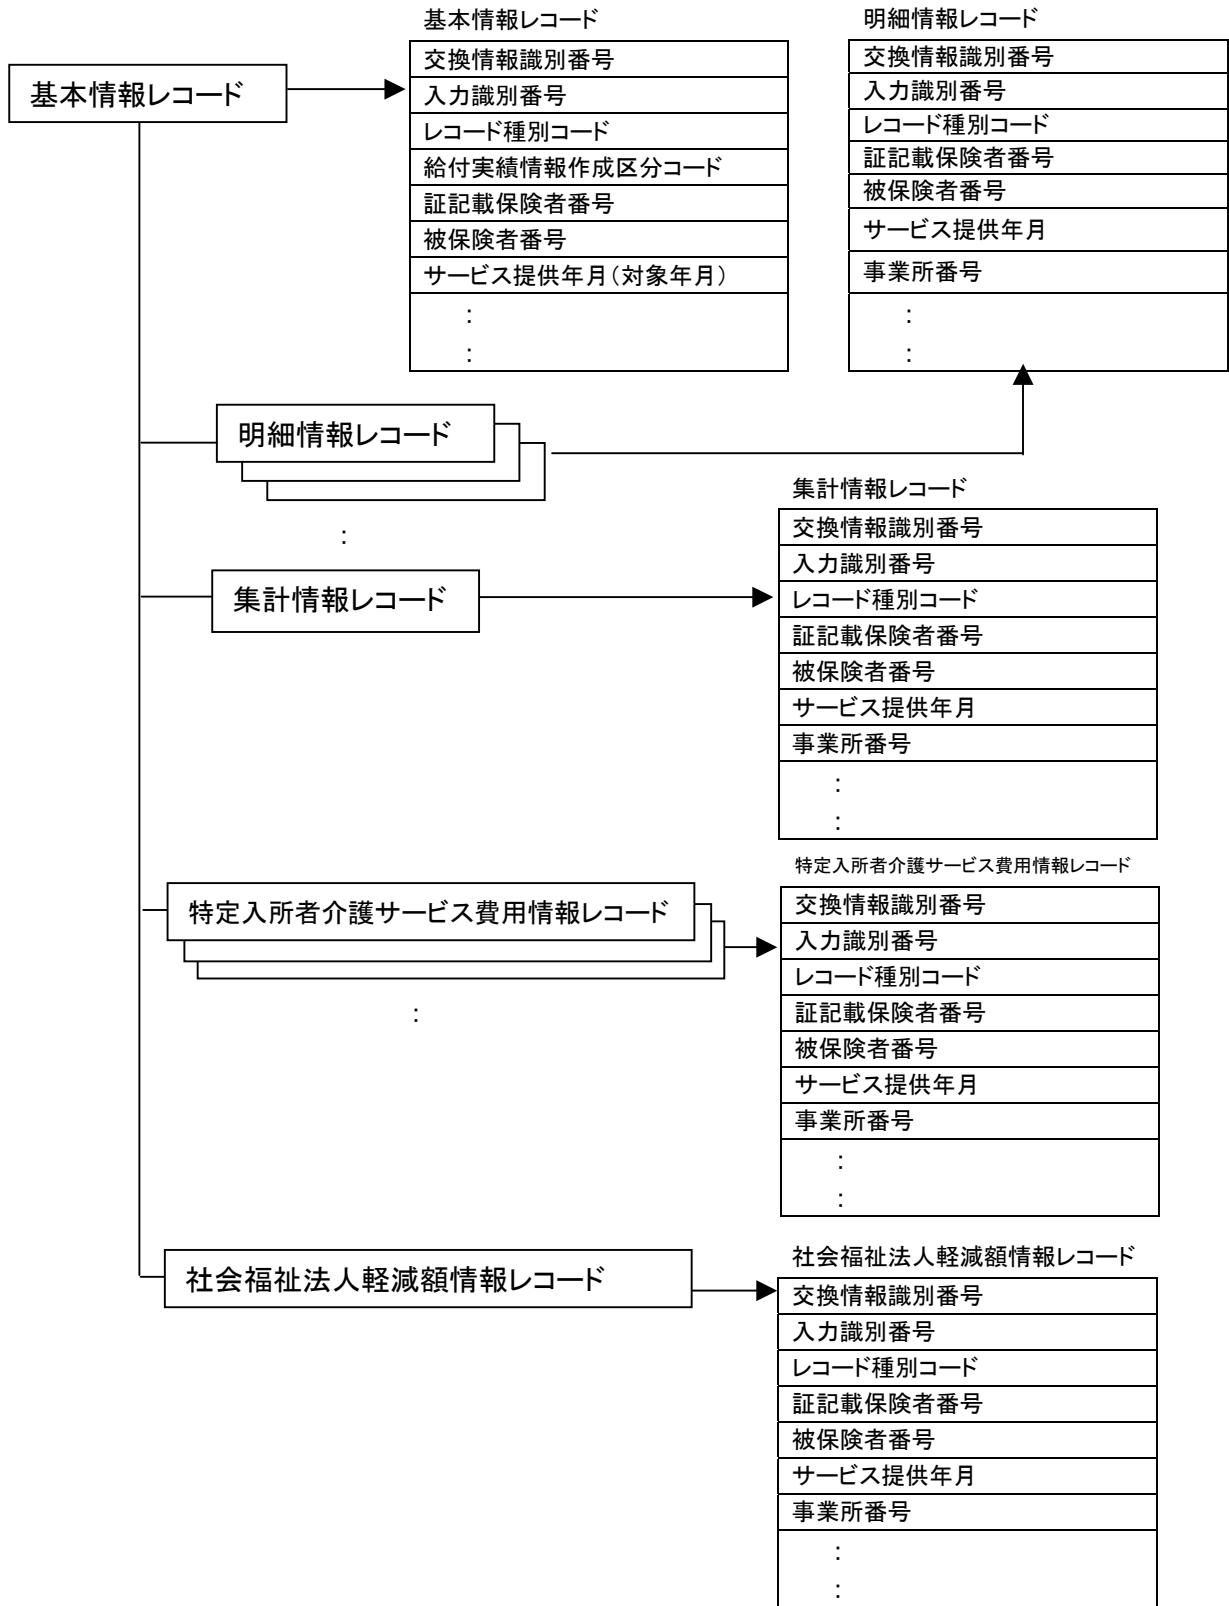 基本情報レコード
基本情報レコード
交換情報識別番号
入力識別番号
レコード種別コード
給付実績情報作成区分コード
証記載保険者番号
被保険者番号
サービス提供年月(対象年月)
:
:
明細情報レコード
交換情報識別番号
入力識別番号
レコード種別コード
証記載保険者番号
被保険者番号
サービス提供年月
事業所番号
:
:
明細情報レコード
:
集計情報レコード
集計情報レコード
交換情報識別番号
入力識別番号
レコード種別コード
証記載保険者番号
被保険者番号
サービス提供年月
事業所番号
:
:
特定入所者介護サービス費用情報レコード
:
特定入所者介護サービス費用情報レコード
交換情報識別番号
入力識別番号
レコード種別コード
証記載保険者番号
被保険者番号
サービス提供年月
事業所番号
:
:
社会福祉法人軽減額情報レコード
社会福祉法人軽減額情報レコード
交換情報識別番号
入力識別番号
レコード種別コード
証記載保険者番号
被保険者番号
サービス提供年月
事業所番号
:
: